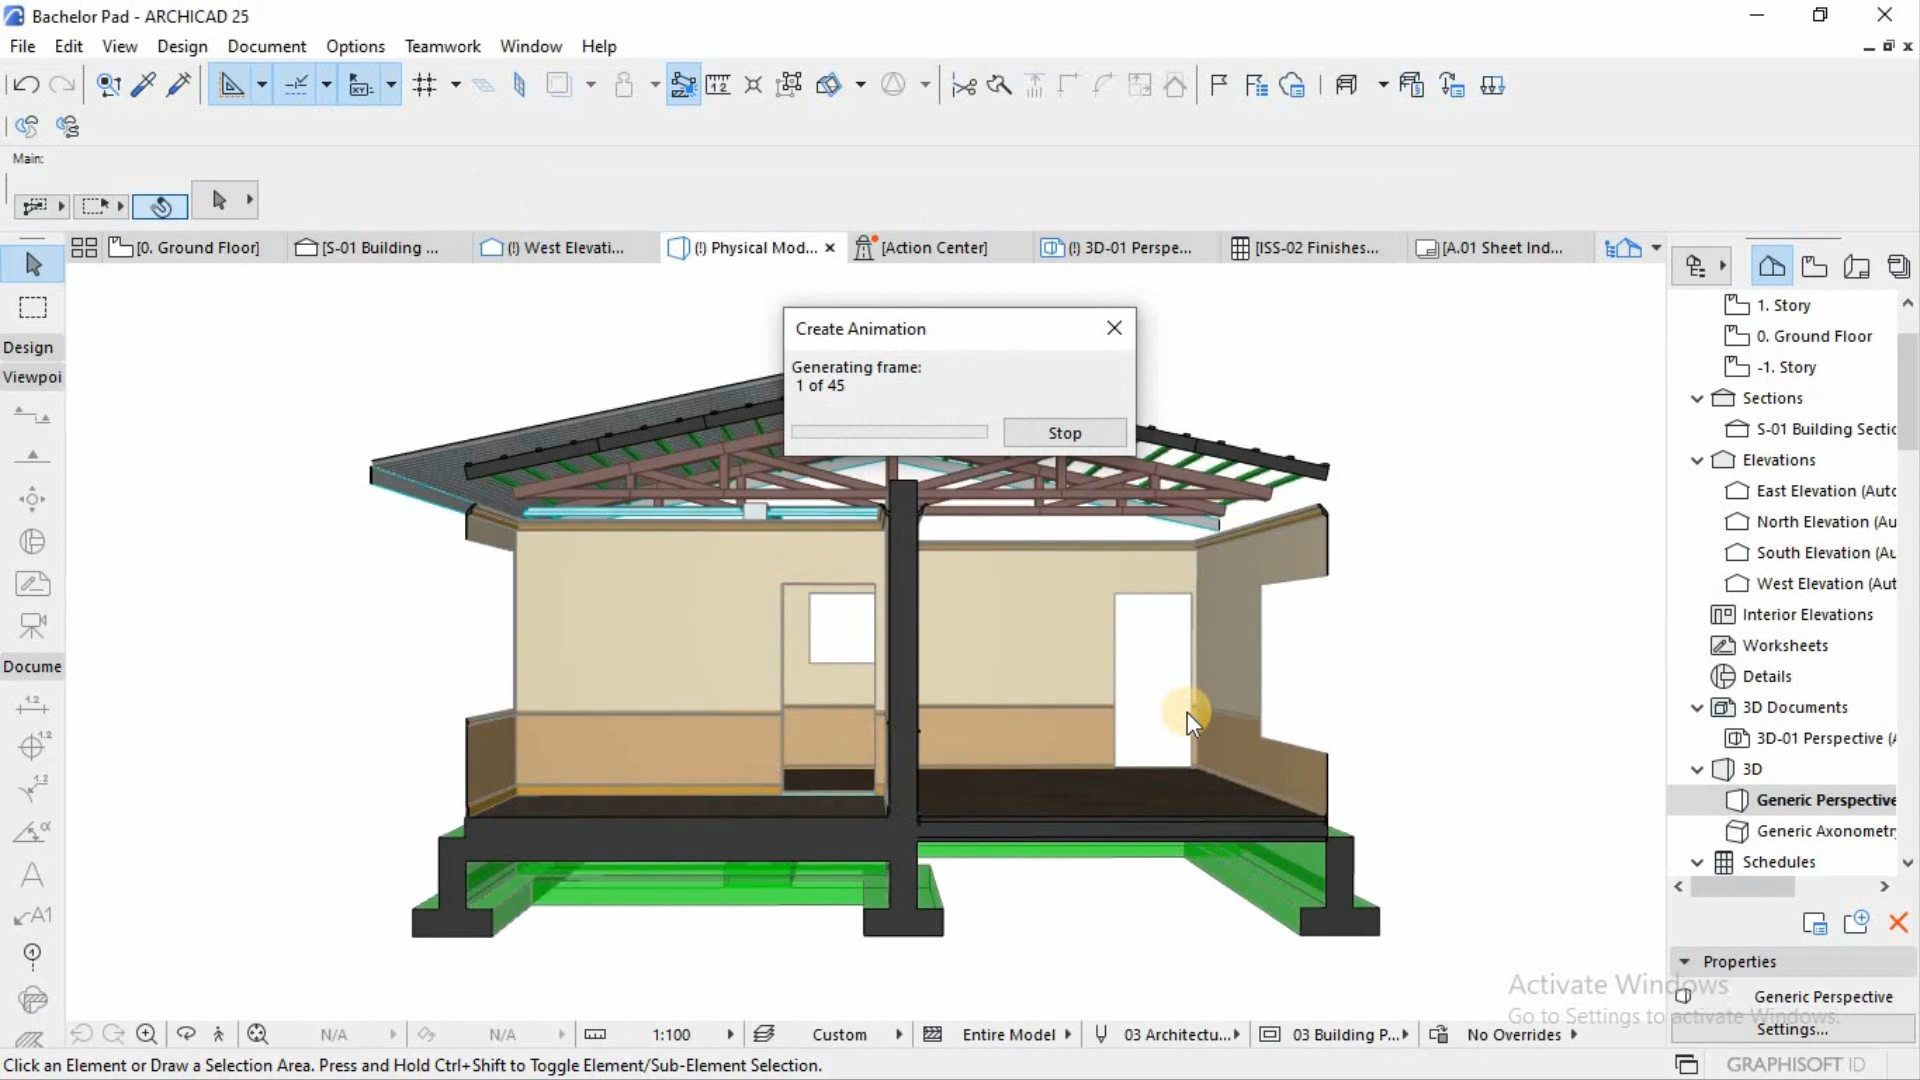 Bachelor Pad - ARCHICAD 25
File Edit View Design Document Options Teamwork Window Help
Main:
[0. Ground Floor] [S-01 Building ... (!) West Elevati... (!) Physical Mod... [Action Center] (!) 3D-01 Perspe... [ISS-02 Finishes... [A.01 Sheet Ind...
Design
Viewpoi
Docume
Create Animation
Generating frame:
1 of 45
Stop
1. Story
0. Ground Floor
-1. Story
Sections
S-01 Building Sectic
Elevations
East Elevation (Autc
North Elevation (Au
South Elevation (Au
West Elevation (Aut
Interior Elevations
Worksheets
Details
3D Documents
3D-01 Perspective (A
3D
Generic Perspective
Generic Axonometr
Schedules
Properties
Generic Perspective
Settings...
Activate Windows
Go to Settings to activate Windows.
N/A N/A 1:100 Custom Entire Model 03 Architectu... 03 Building P... No Overrides
Click an Element or Draw a Selection Area. Press and Hold Ctrl+Shift to Toggle Element/Sub-Element Selection.
GRAPHISOFT ID